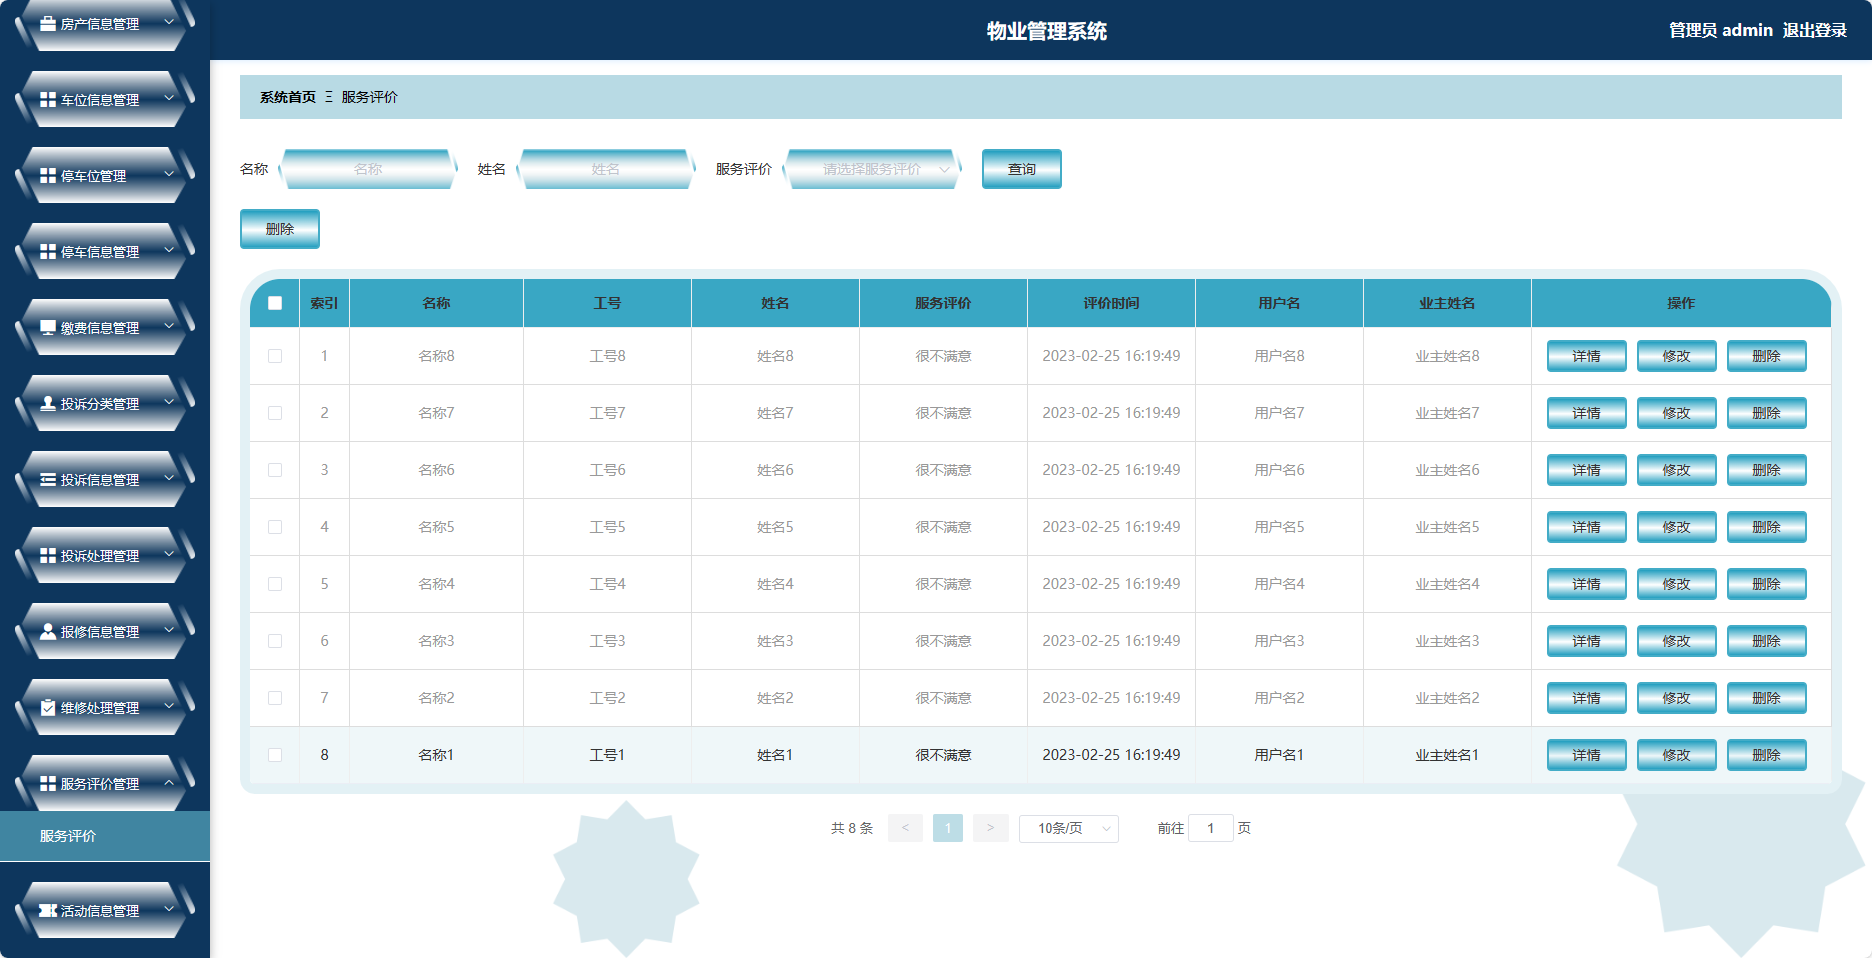 物业管理系统
管理员 admin 退出登录
房产信息管理
车位信息管理
停车位管理
停车信息管理
缴费信息管理
投诉分类管理
投诉信息管理
投诉处理管理
报修信息管理
维修处理管理
服务评价管理
服务评价
活动信息管理
系统首页 Ξ 服务评价
名称 名称 姓名 姓名 服务评价 请选择服务评价 查询
删除
索引 名称 工号 姓名 服务评价 评价时间 用户名 业主姓名 操作
1 名称8 工号8 姓名8 很不满意 2023-02-25 16:19:49 用户名8 业主姓名8 详情 修改 删除
2 名称7 工号7 姓名7 很不满意 2023-02-25 16:19:49 用户名7 业主姓名7 详情 修改 删除
3 名称6 工号6 姓名6 很不满意 2023-02-25 16:19:49 用户名6 业主姓名6 详情 修改 删除
4 名称5 工号5 姓名5 很不满意 2023-02-25 16:19:49 用户名5 业主姓名5 详情 修改 删除
5 名称4 工号4 姓名4 很不满意 2023-02-25 16:19:49 用户名4 业主姓名4 详情 修改 删除
6 名称3 工号3 姓名3 很不满意 2023-02-25 16:19:49 用户名3 业主姓名3 详情 修改 删除
7 名称2 工号2 姓名2 很不满意 2023-02-25 16:19:49 用户名2 业主姓名2 详情 修改 删除
8 名称1 工号1 姓名1 很不满意 2023-02-25 16:19:49 用户名1 业主姓名1 详情 修改 删除
共 8 条 < 1 > 10条/页 前往 1 页